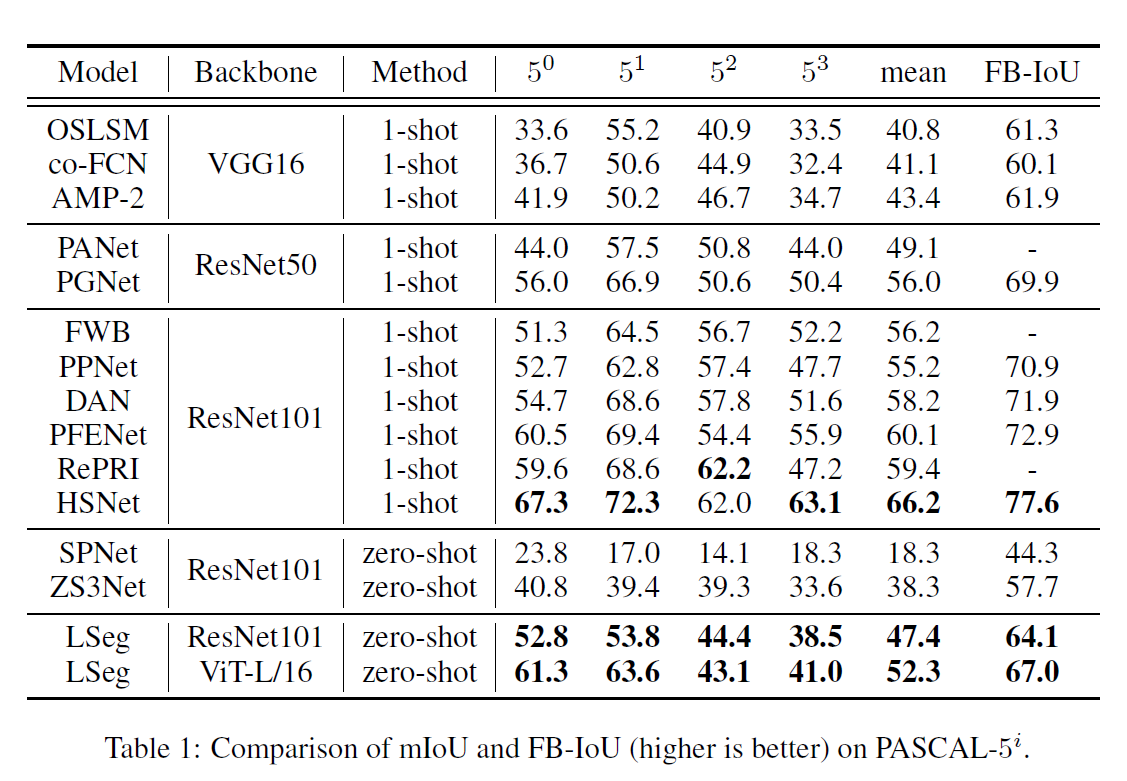 Model Backbone Method 5⁰ 5¹ 5² 5³ mean FB-IoU
OSLSM 1-shot 33.6 55.2 40.9 33.5 40.8 61.3
co-FCN VGG16 1-shot 36.7 50.6 44.9 32.4 41.1 60.1
AMP-2 1-shot 41.9 50.2 46.7 34.7 43.4 61.9
PANet ResNet50 1-shot 44.0 57.5 50.8 44.0 49.1 -
PGNet 1-shot 56.0 66.9 50.6 50.4 56.0 69.9
FWB 1-shot 51.3 64.5 56.7 52.2 56.2 -
PPNet 1-shot 52.7 62.8 57.4 47.7 55.2 70.9
DAN ResNet101 1-shot 54.7 68.6 57.8 51.6 58.2 71.9
PFENet 1-shot 60.5 69.4 54.4 55.9 60.1 72.9
RePRI 1-shot 59.6 68.6 62.2 47.2 59.4 -
HSNet 1-shot 67.3 72.3 62.0 63.1 66.2 77.6
SPNet ResNet101 zero-shot 23.8 17.0 14.1 18.3 18.3 44.3
ZS3Net zero-shot 40.8 39.4 39.3 33.6 38.3 57.7
LSeg ResNet101 zero-shot 52.8 53.8 44.4 38.5 47.4 64.1
LSeg ViT-L/16 zero-shot 61.3 63.6 43.1 41.0 52.3 67.0
Table 1: Comparison of mIoU and FB-IoU (higher is better) on PASCAL-5ⁱ.